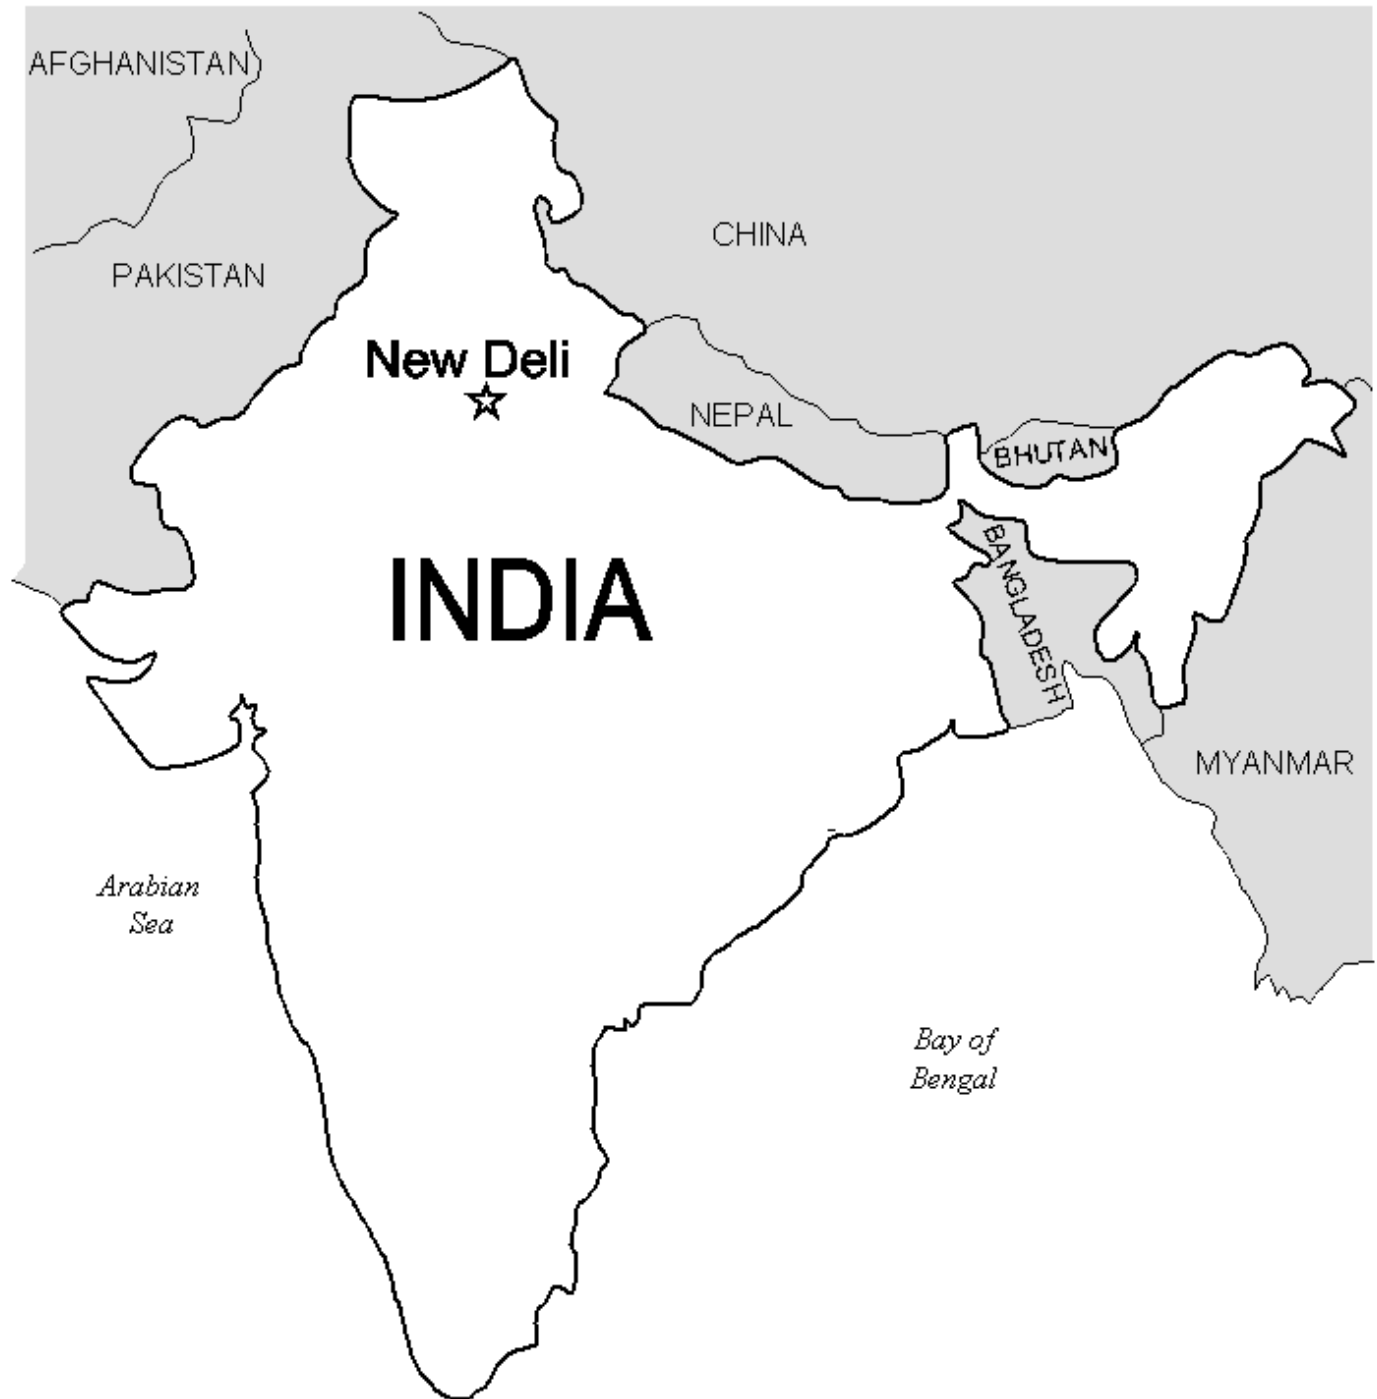 AFGHANISTAN
CHINA
PAKISTAN
New Deli
NEPAL
BHUTAN
BANGLADESH
INDIA
MYANMAR
Arabian
Sea
Bay of
Bengal